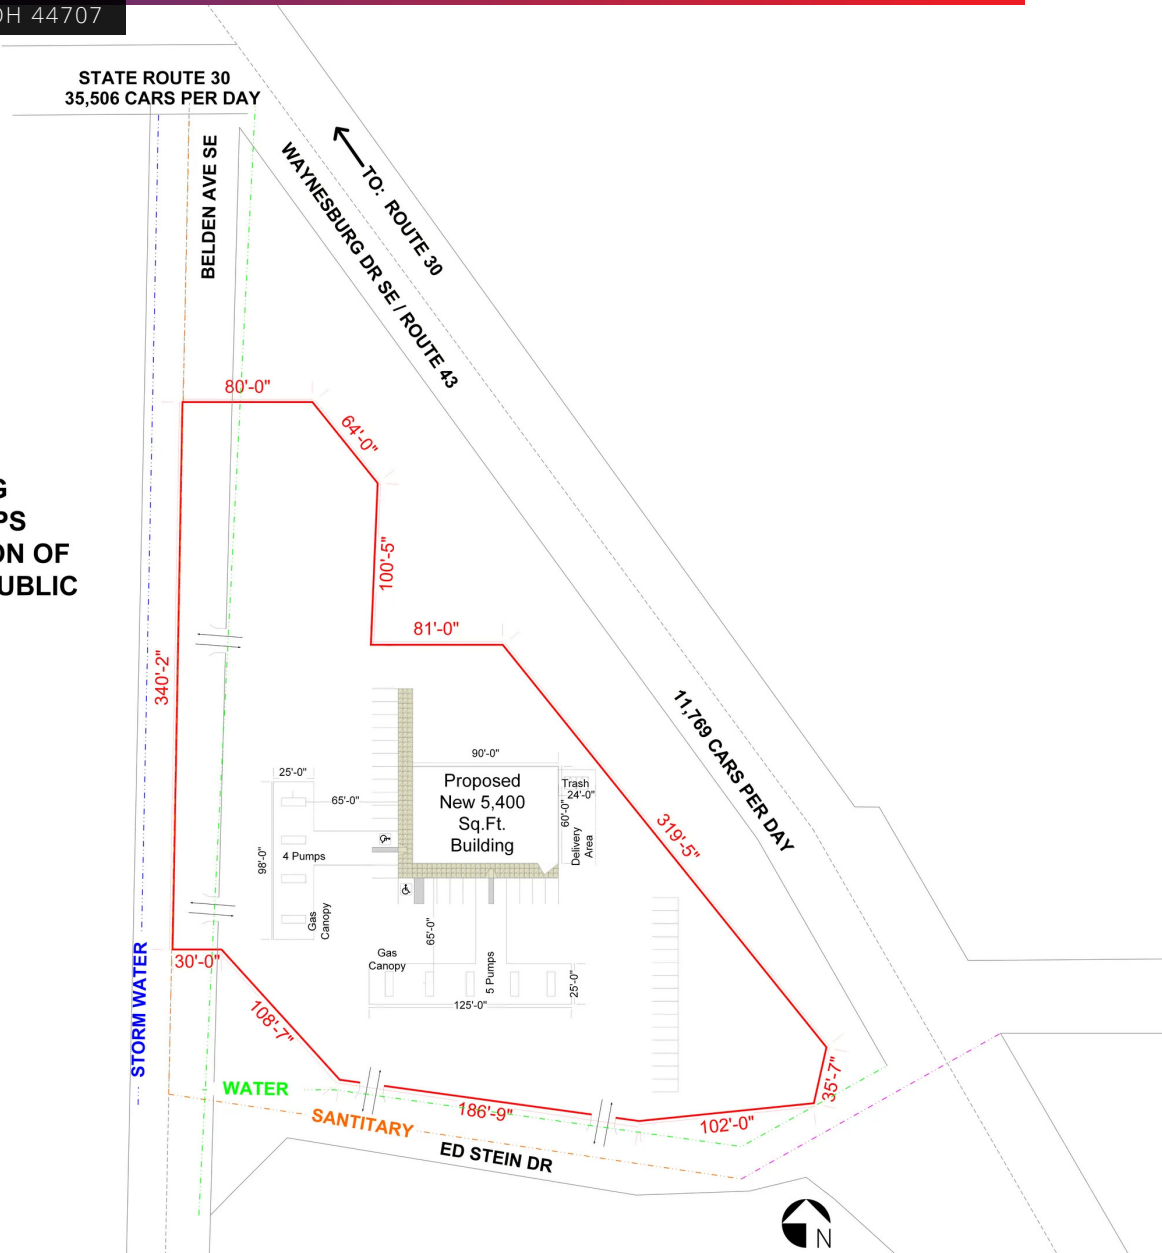 OH 44707
STATE ROUTE 30
35,506 CARS PER DAY
BELDEN AVE SE
TO: ROUTE 30
WAYNESBURG DR SE / ROUTE 43
80'-0"
64'-0"
G
PS
ON OF
UBLIC
100'-5"
81'-0"
340'-2"
11,769 CARS PER DAY
90'-0"
25'-0"
Proposed
New 5,400
Sq.Ft.
Building
Trash
24'-0"
60'-0"
Delivery
Area
65'-0"
319'-5"
98'-0"
4 Pumps
Gas
Canopy
65'-0"
Gas
Canopy
5 Pumps
25'-0"
125'-0"
30'-0"
STORM WATER
108'-7"
35'-7"
WATER
186'-9"
102'-0"
SANTITARY
ED STEIN DR
N